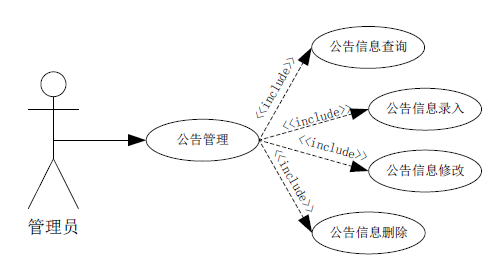 公告信息查询
<<include>>
公告信息录入
<<include>>
公告管理
<<include>>
公告信息修改
<<include>>
公告信息删除
管理员